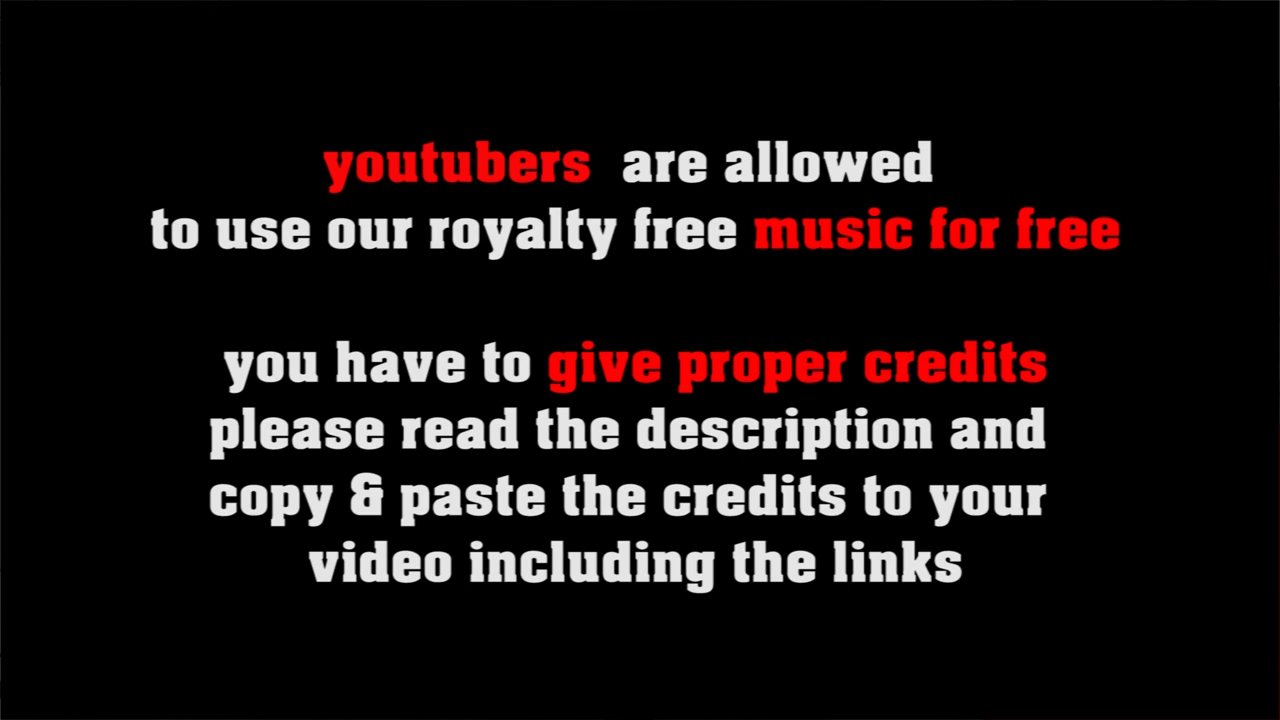 youtubers are allowed
to use our royalty free music for free
you have to give proper credits
please read the description and
copy & paste the credits to your
video including the links